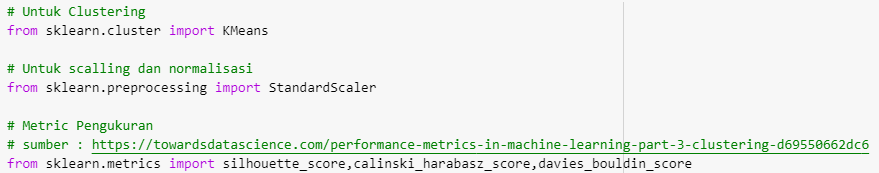 # Untuk Clustering
from sklearn.cluster import KMeans
# Untuk scalling dan normalisasi
from sklearn.preprocessing import StandardScaler
# Metric Pengukuran
# sumber : https://towardsdatascience.com/performance-metrics-in-machine-learning-part-3-clustering-d69550662dc6
from sklearn.metrics import silhouette_score,calinski_harabasz_score,davies_bouldin_score